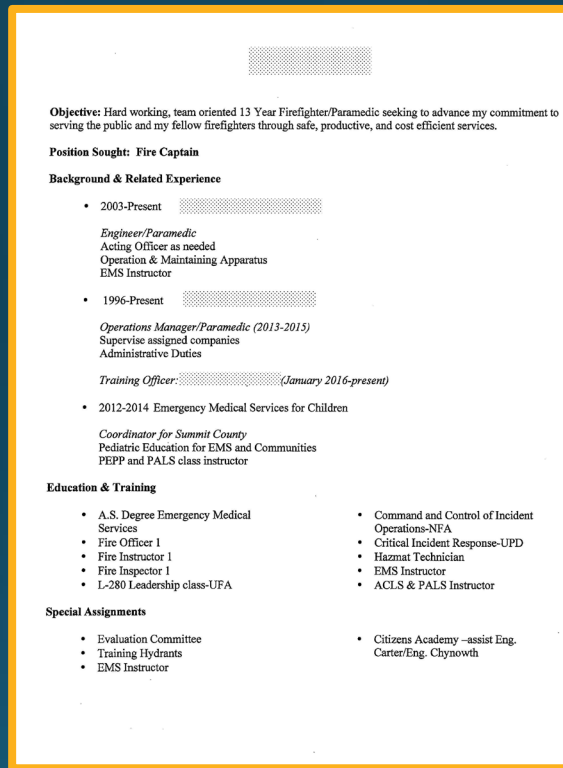 Objective: Hard working, team oriented 13 Year Firefighter/Paramedic seeking to advance my commitment to
serving the public and my fellow firefighters through safe, productive, and cost efficient services.
Position Sought: Fire Captain
Background & Related Experience
• 2003-Present
Engineer/Paramedic
Acting Officer as needed
Operation & Maintaining Apparatus
EMS Instructor
• 1996-Present
Operations Manager/Paramedic (2013-2015)
Supervise assigned companies
Administrative Duties
Training Officer: (January 2016-present)
• 2012-2014 Emergency Medical Services for Children
Coordinator for Summit County
Pediatric Education for EMS and Communities
PEPP and PALS class instructor
Education & Training
• A.S. Degree Emergency Medical
Services
• Fire Officer 1
• Fire Instructor 1
• Fire Inspector 1
• L-280 Leadership class-UFA
• Command and Control of Incident
Operations-NFA
• Critical Incident Response-UPD
• Hazmat Technician
• EMS Instructor
• ACLS & PALS Instructor
Special Assignments
• Evaluation Committee
• Training Hydrants
• EMS Instructor
• Citizens Academy –assist Eng.
Carter/Eng. Chynowth